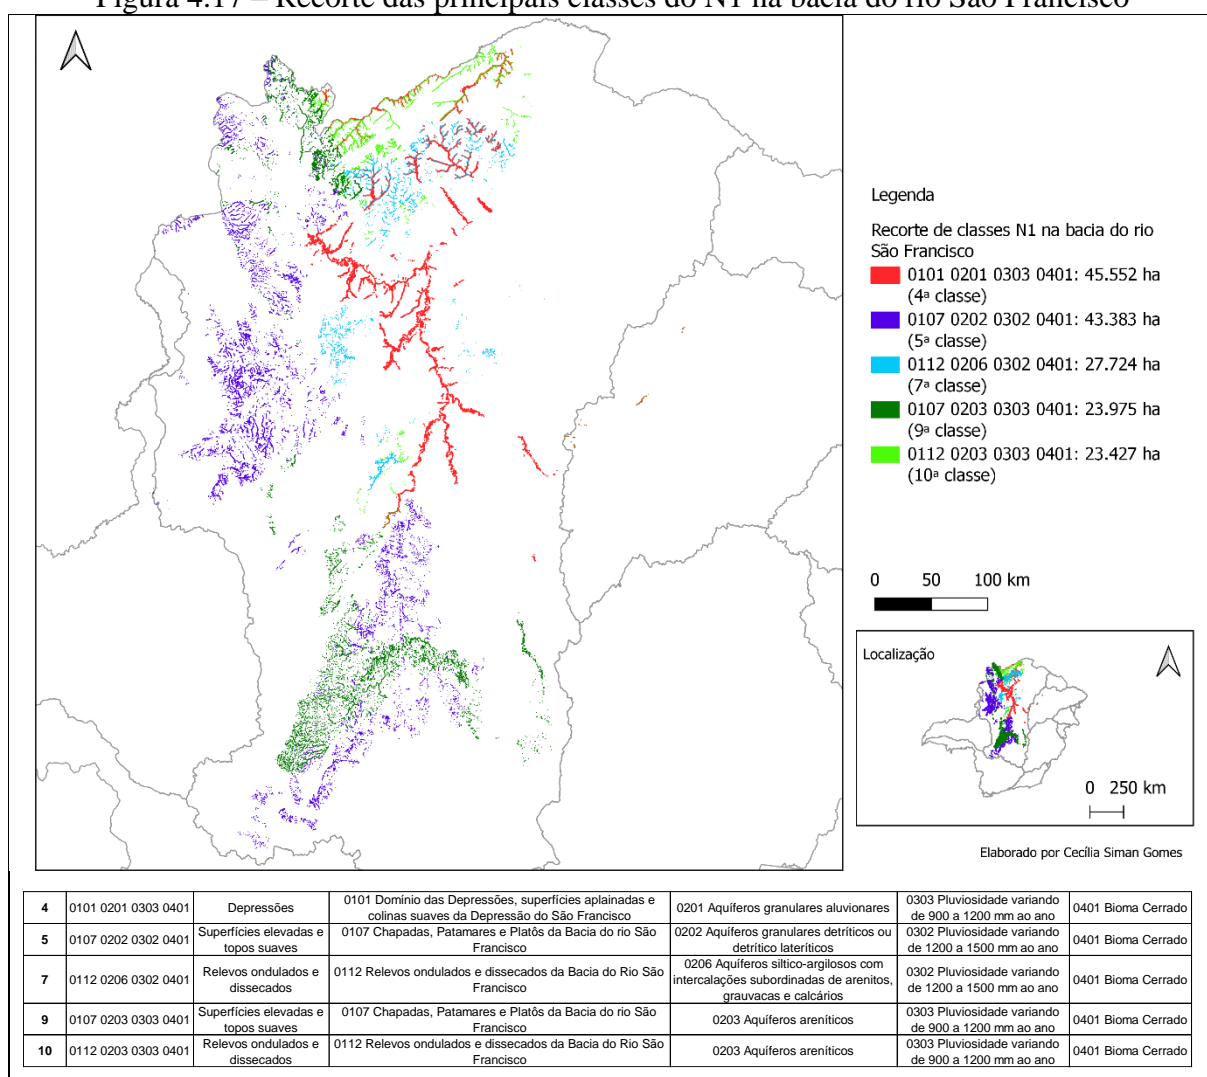 Figura 4.17 – Recorte das principais classes do N1 na bacia do rio São Francisco
Legenda
Recorte de classes N1 na bacia do rio
São Francisco
0101 0201 0303 0401: 45.552 ha
(4ª classe)
0107 0202 0302 0401: 43.383 ha
(5ª classe)
0112 0206 0302 0401: 27.724 ha
(7ª classe)
0107 0203 0303 0401: 23.975 ha
(9ª classe)
0112 0203 0303 0401: 23.427 ha
(10ª classe)
0 50 100 km
Localização
0 250 km
Elaborado por Cecília Siman Gomes
4 0101 0201 0303 0401 Depressões 0101 Domínio das Depressões, superfícies aplainadas e colinas suaves da Depressão do São Francisco 0201 Aquíferos granulares aluvionares 0303 Pluviosidade variando de 900 a 1200 mm ao ano 0401 Bioma Cerrado
5 0107 0202 0302 0401 Superfícies elevadas e topos suaves 0107 Chapadas, Patamares e Platôs da Bacia do rio São Francisco 0202 Aquíferos granulares detríticos ou detrítico lateríticos 0302 Pluviosidade variando de 1200 a 1500 mm ao ano 0401 Bioma Cerrado
7 0112 0206 0302 0401 Relevos ondulados e dissecados 0112 Relevos ondulados e dissecados da Bacia do Rio São Francisco 0206 Aquíferos siltico-argilosos com intercalações subordinadas de arenitos, grauvacas e calcários 0302 Pluviosidade variando de 1200 a 1500 mm ao ano 0401 Bioma Cerrado
9 0107 0203 0303 0401 Superfícies elevadas e topos suaves 0107 Chapadas, Patamares e Platôs da Bacia do rio São Francisco 0203 Aquíferos areníticos 0303 Pluviosidade variando de 900 a 1200 mm ao ano 0401 Bioma Cerrado
10 0112 0203 0303 0401 Relevos ondulados e dissecados 0112 Relevos ondulados e dissecados da Bacia do Rio São Francisco 0203 Aquíferos areníticos 0303 Pluviosidade variando de 900 a 1200 mm ao ano 0401 Bioma Cerrado